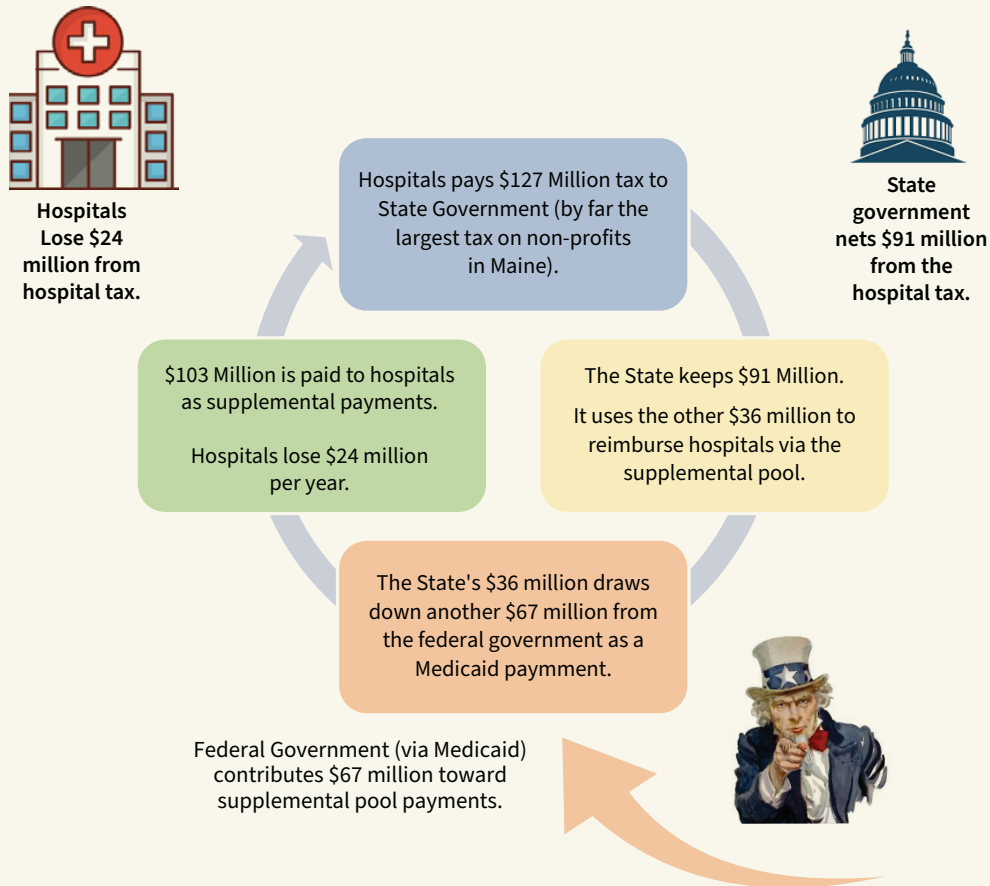 Hospitals
Lose $24
million from
hospital tax.
State
government
nets $91 million
from the
hospital tax.
Hospitals pays $127 Million tax to
State Government (by far the
largest tax on non-profits
in Maine).
The State keeps $91 Million.
It uses the other $36 million to
reimburse hospitals via the
supplemental pool.
The State's $36 million draws
down another $67 million from
the federal government as a
Medicaid paymment.
$103 Million is paid to hospitals
as supplemental payments.
Hospitals lose $24 million
per year.
Federal Government (via Medicaid)
contributes $67 million toward
supplemental pool payments.